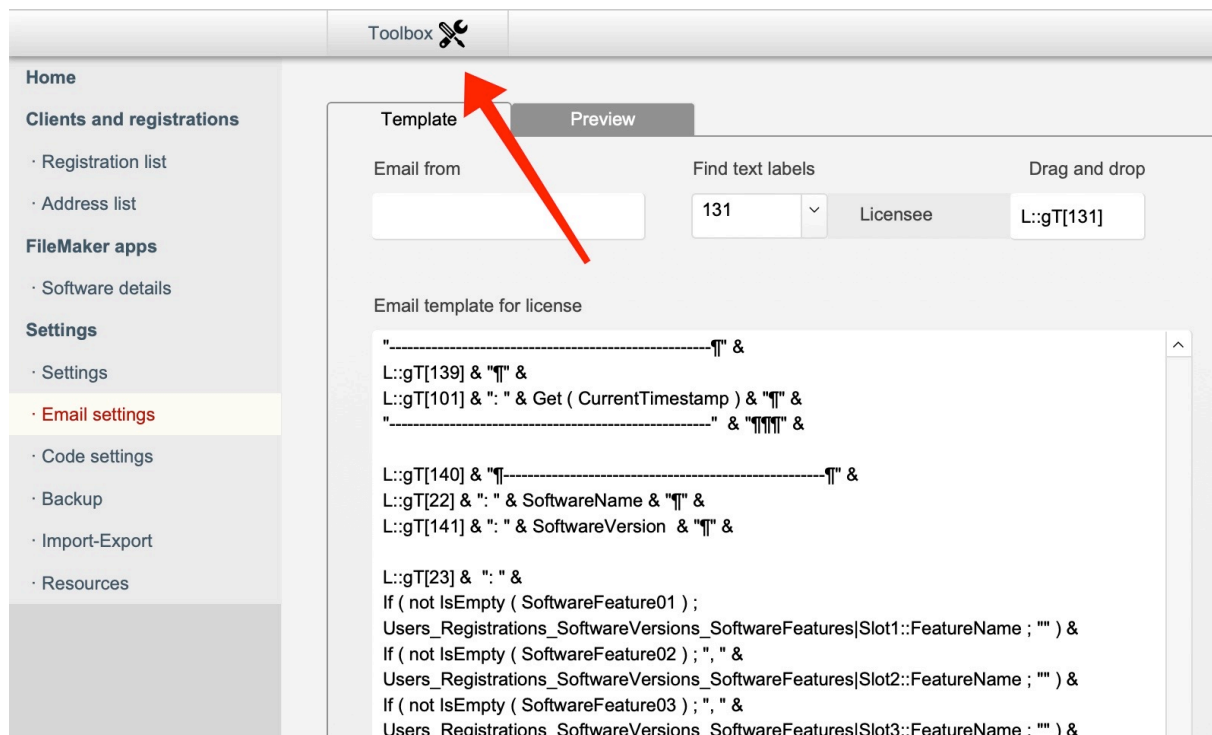 Toolbox
Home
Clients and registrations
· Registration list
· Address list
FileMaker apps
· Software details
Settings
· Settings
· Email settings
· Code settings
· Backup
· Import-Export
· Resources
Template
Preview
Email from
Find text labels
Drag and drop
131
Licensee
L::gT[131]
Email template for license
"------------------------------------------------------¶" &
L::gT[139] & "¶" &
L::gT[101] & ": " & Get ( CurrentTimestamp ) & "¶" &
"------------------------------------------------------" & "¶¶¶" &
L::gT[140] & "¶------------------------------------------------------¶" &
L::gT[22] & ": " & SoftwareName & "¶" &
L::gT[141] & ": " & SoftwareVersion & "¶" &
L::gT[23] & ": " &
If ( not IsEmpty ( SoftwareFeature01 ) ;
Users_Registrations_SoftwareVersions_SoftwareFeatures|Slot1::FeatureName ; "" ) &
If ( not IsEmpty ( SoftwareFeature02 ) ; ", " &
Users_Registrations_SoftwareVersions_SoftwareFeatures|Slot2::FeatureName ; "" ) &
If ( not IsEmpty ( SoftwareFeature03 ) ; ", " &
Users_Registrations_SoftwareVersions_SoftwareFeatures|Slot3::FeatureName ; "" ) &